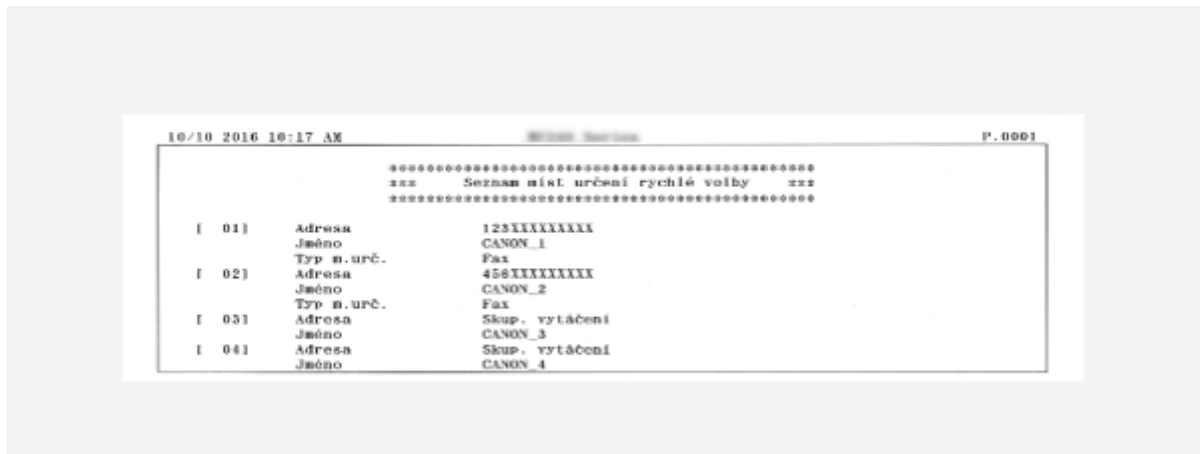 10/10 2016 10:17 AM P.0001
**********************************************
*** Seznam míst určení rychlé volby ***
**********************************************
[ 01] Adresa 123XXXXXXXXX
Jméno CANON_1
Typ m.urč. Fax
[ 02] Adresa 456XXXXXXXXX
Jméno CANON_2
Typ m.urč. Fax
[ 03] Adresa Skup. vytáčení
Jméno CANON_3
[ 04] Adresa Skup. vytáčení
Jméno CANON_4